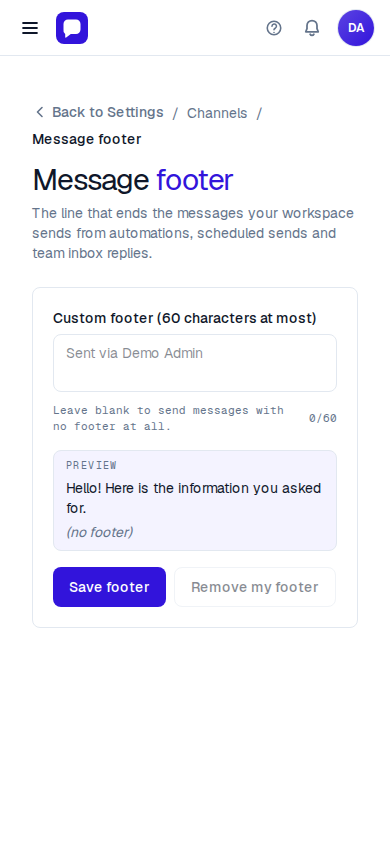 DA
Back to Settings / Channels /
Message footer
Message footer
The line that ends the messages your workspace
sends from automations, scheduled sends and
team inbox replies.
Custom footer (60 characters at most)
Sent via Demo Admin
Leave blank to send messages with
no footer at all.
0/60
PREVIEW
Hello! Here is the information you asked
for.
(no footer)
Save footer
Remove my footer